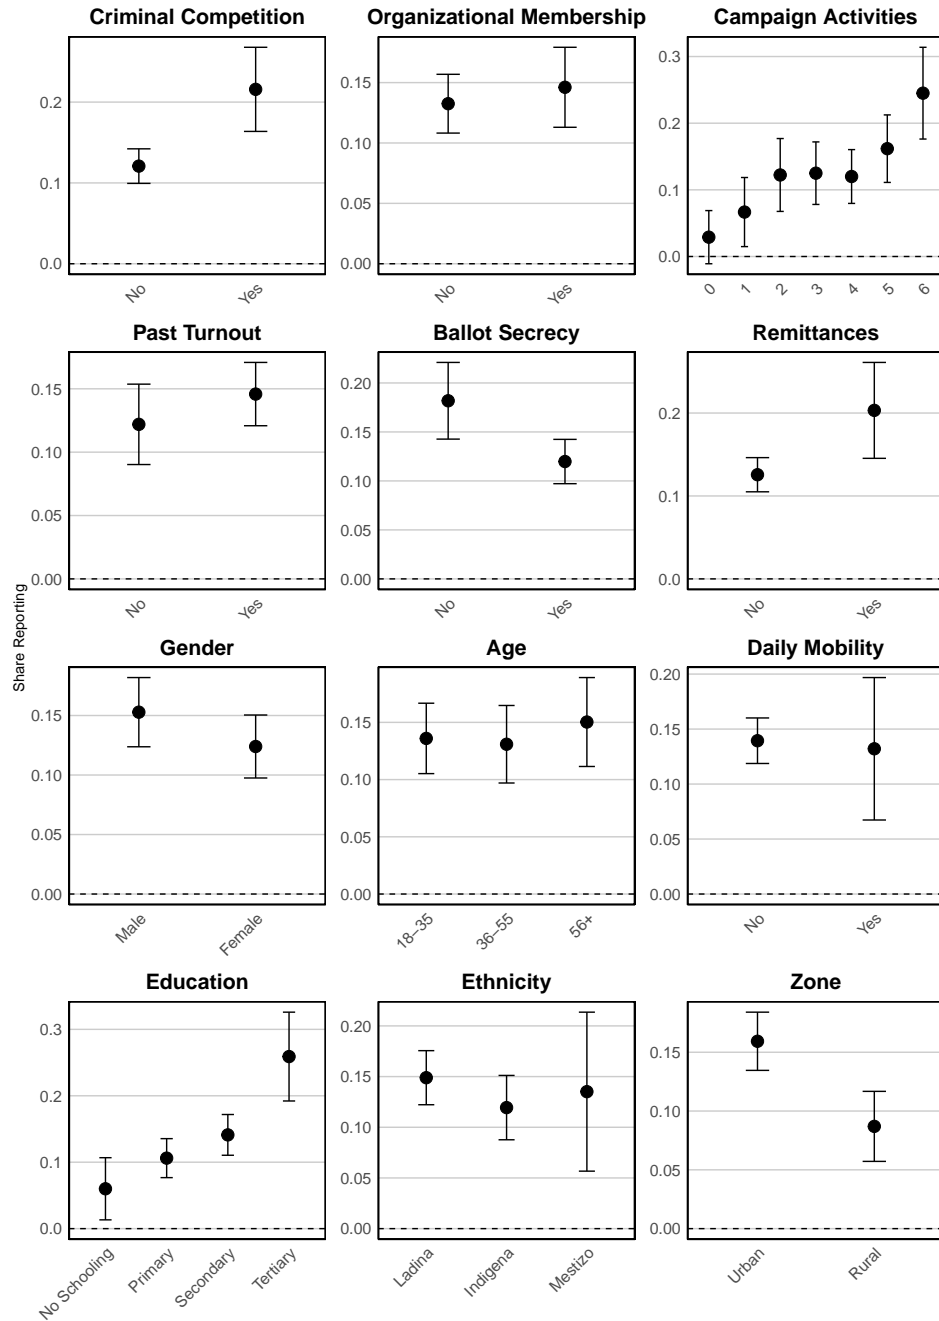 Criminal Competition
Organizational Membership
Campaign Activities
0.2
0.1
0.0
No
Yes
0.15
0.10
0.05
0.00
No
Yes
0.3
0.2
0.1
0.0
0
1
2
3
4
5
6
Past Turnout
Ballot Secrecy
Remittances
0.15
0.10
0.05
0.00
No
Yes
0.20
0.15
0.10
0.05
0.00
No
Yes
0.2
0.1
0.0
No
Yes
Share Reporting
Gender
Age
Daily Mobility
0.15
0.10
0.05
0.00
Male
Female
0.15
0.10
0.05
0.00
18–35
36–55
56+
0.20
0.15
0.10
0.05
0.00
No
Yes
Education
Ethnicity
Zone
0.3
0.2
0.1
0.0
No Schooling
Primary
Secondary
Tertiary
0.20
0.15
0.10
0.05
0.00
Ladina
Indigena
Mestizo
0.15
0.10
0.05
0.00
Urban
Rural